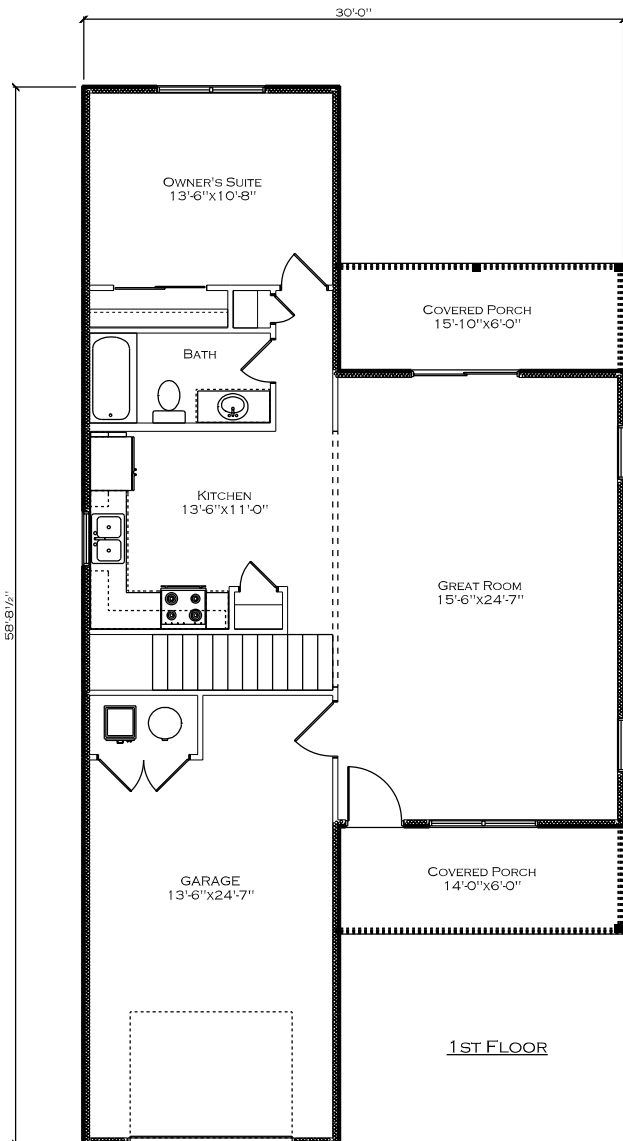 30'-0"
OWNER'S SUITE
13'-6"x10'-8"
COVERED PORCH
15'-10"x6'-0"
BATH
KITCHEN
13'-6"x11'-0"
GREAT ROOM
15'-6"x24'-7"
58'-8½"
COVERED PORCH
14'-0"x6'-0"
GARAGE
13'-6"x24'-7"
1ST FLOOR